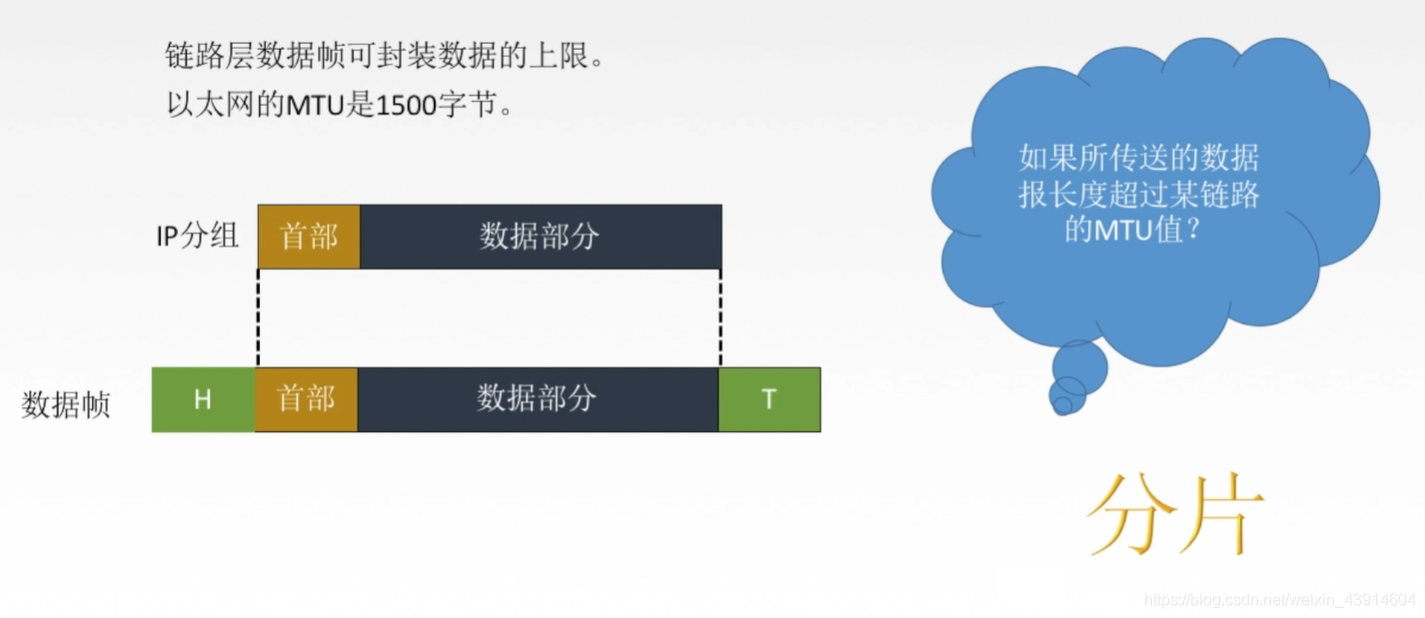 链路层数据帧可封装数据的上限。
以太网的MTU是1500字节。
IP分组
首部
数据部分
数据帧
H
首部
数据部分
T
如果所传送的数据
报长度超过某链路
的MTU值？
分片
https://blog.csdn.net/weixin_43914604